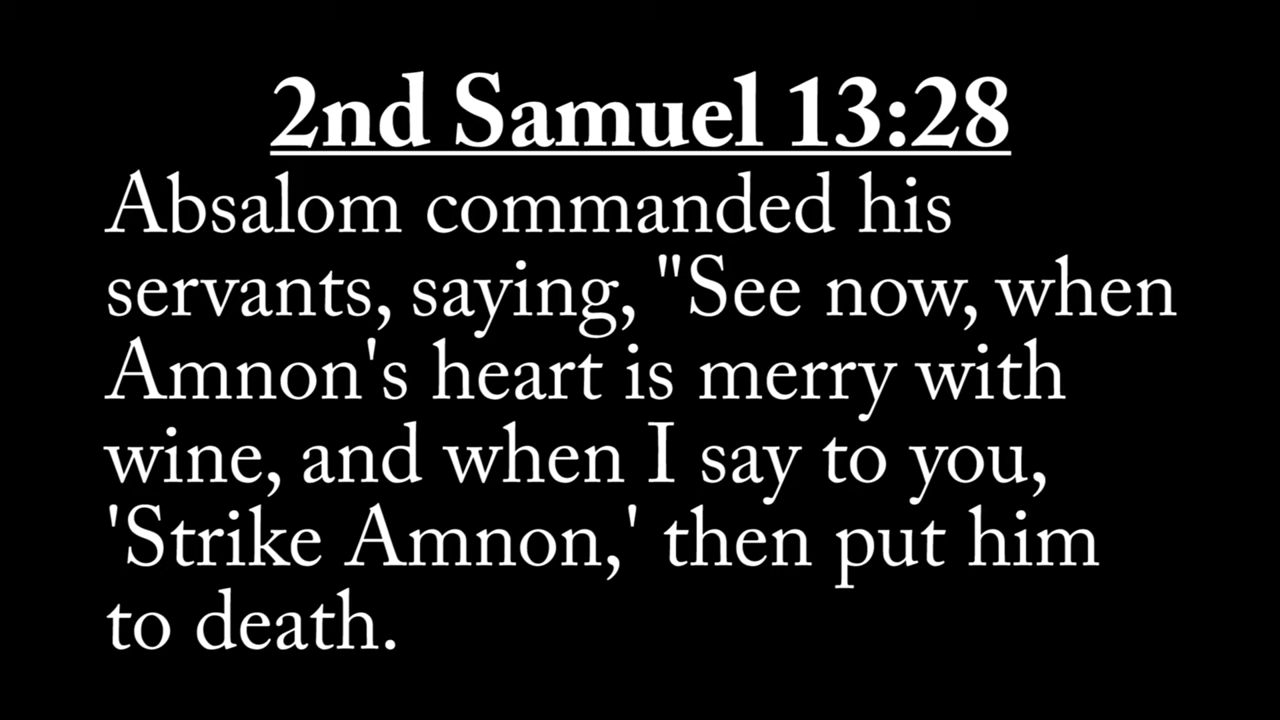 2nd Samuel 13:28
Absalom commanded his
servants, saying, "See now, when
Amnon's heart is merry with
wine, and when I say to you,
'Strike Amnon,' then put him
to death.